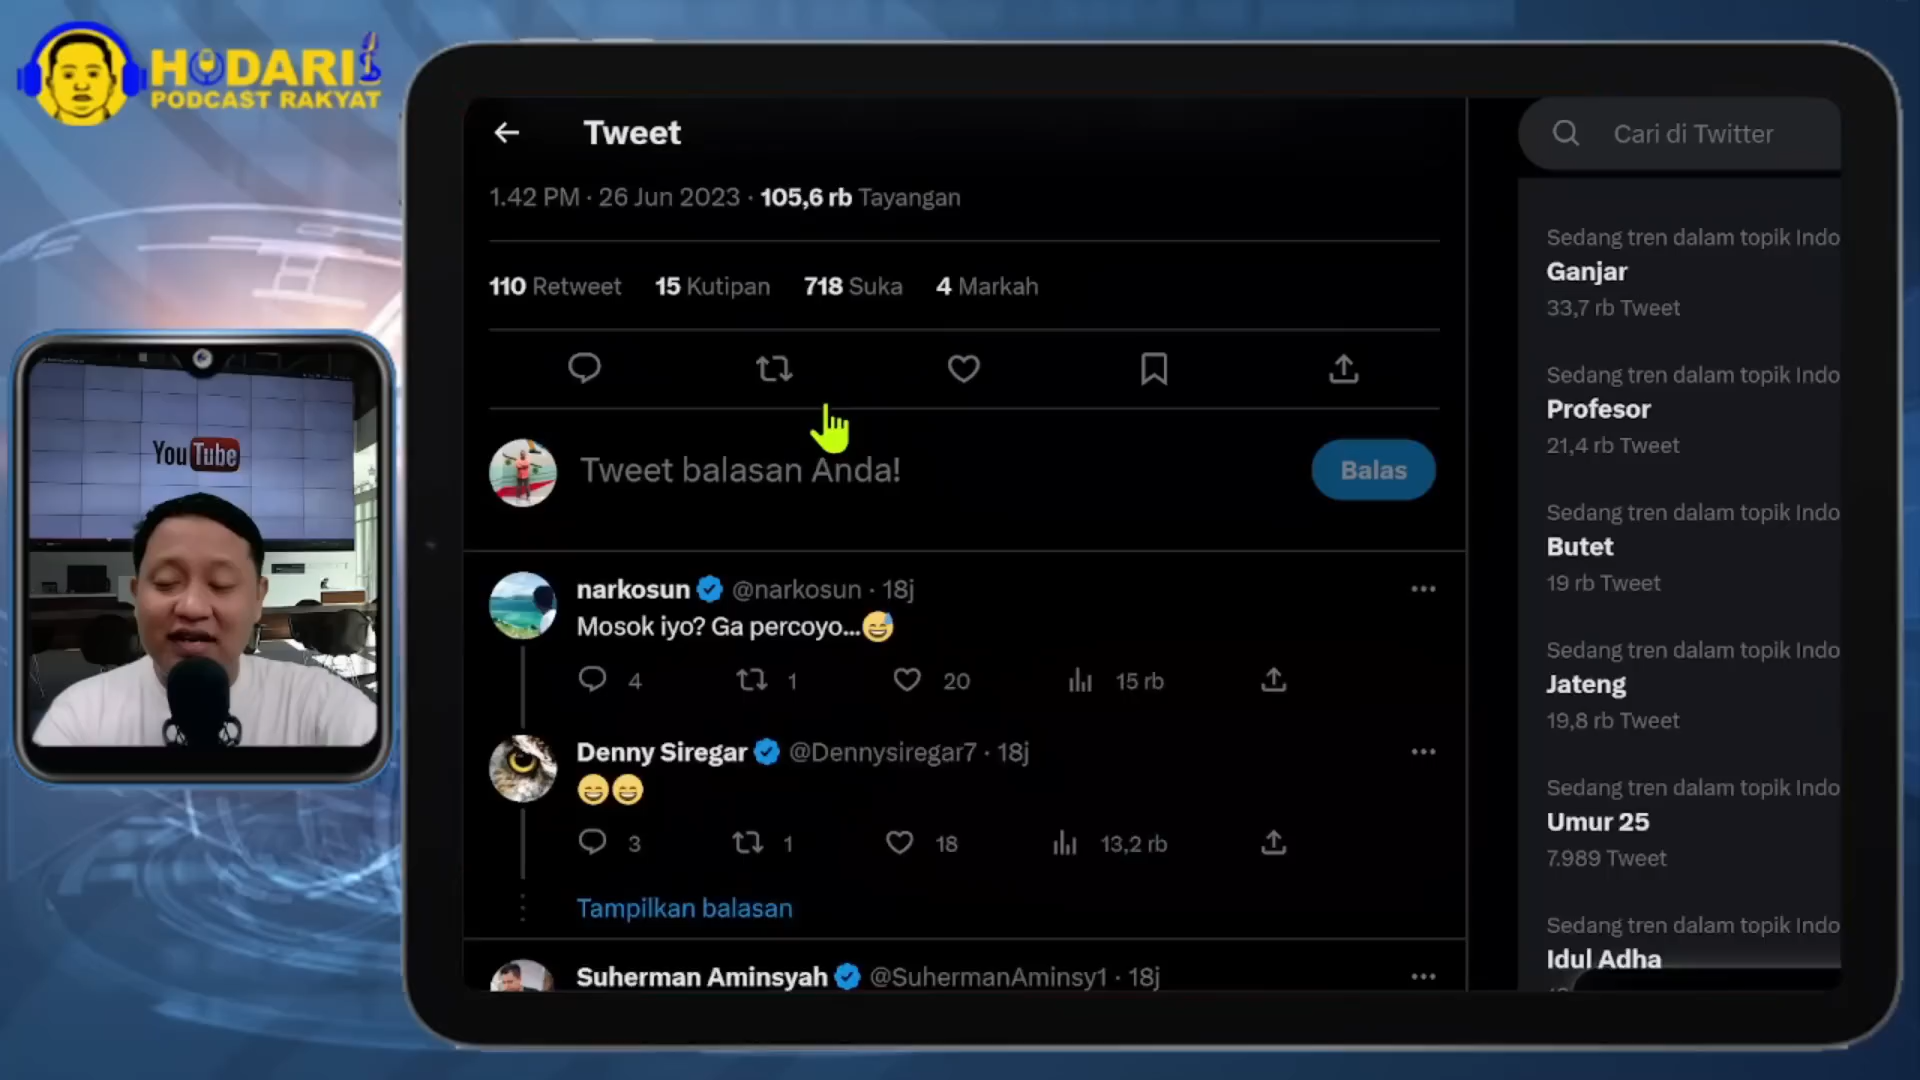 HODARI
PODCAST RAKYAT
YouTube
Tweet
1.42 PM · 26 Jun 2023 · 105,6 rb Tayangan
110 Retweet 15 Kutipan 718 Suka 4 Markah
Tweet balasan Anda!
Balas
narkosun @narkosun · 18j
Mosok iyo? Ga percoyo...😅
4 1 20 15 rb
Denny Siregar @Dennysiregar7 · 18j
😄😄
3 1 18 13,2 rb
Tampilkan balasan
Suherman Aminsyah @SuhermanAminsy1 · 18j
Cari di Twitter
Sedang tren dalam topik Indo
Ganjar
33,7 rb Tweet
Sedang tren dalam topik Indo
Profesor
21,4 rb Tweet
Sedang tren dalam topik Indo
Butet
19 rb Tweet
Sedang tren dalam topik Indo
Jateng
19,8 rb Tweet
Sedang tren dalam topik Indo
Umur 25
7.989 Tweet
Sedang tren dalam topik Indo
Idul Adha